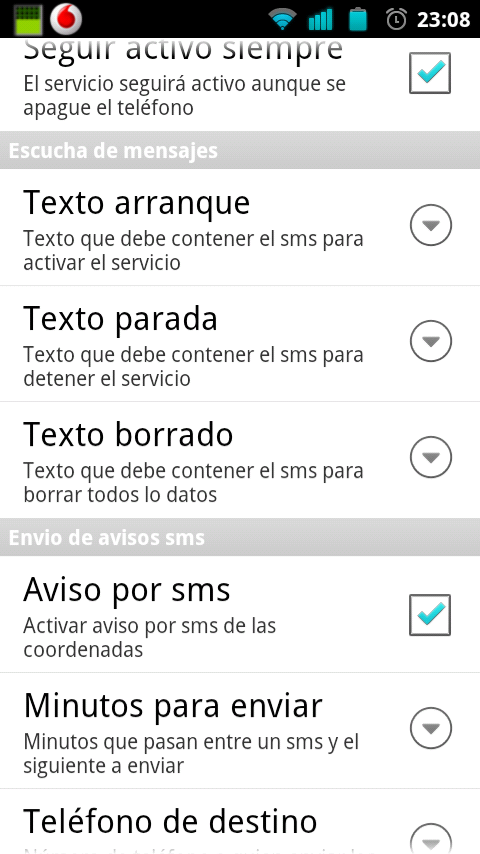 23:08
Seguir activo siempre
El servicio seguirá activo aunque se
apague el teléfono
Escucha de mensajes
Texto arranque
Texto que debe contener el sms para
activar el servicio
Texto parada
Texto que debe contener el sms para
detener el servicio
Texto borrado
Texto que debe contener el sms para
borrar todos lo datos
Envio de avisos sms
Aviso por sms
Activar aviso por sms de las
coordenadas
Minutos para enviar
Minutos que pasan entre un sms y el
siguiente a enviar
Teléfono de destino